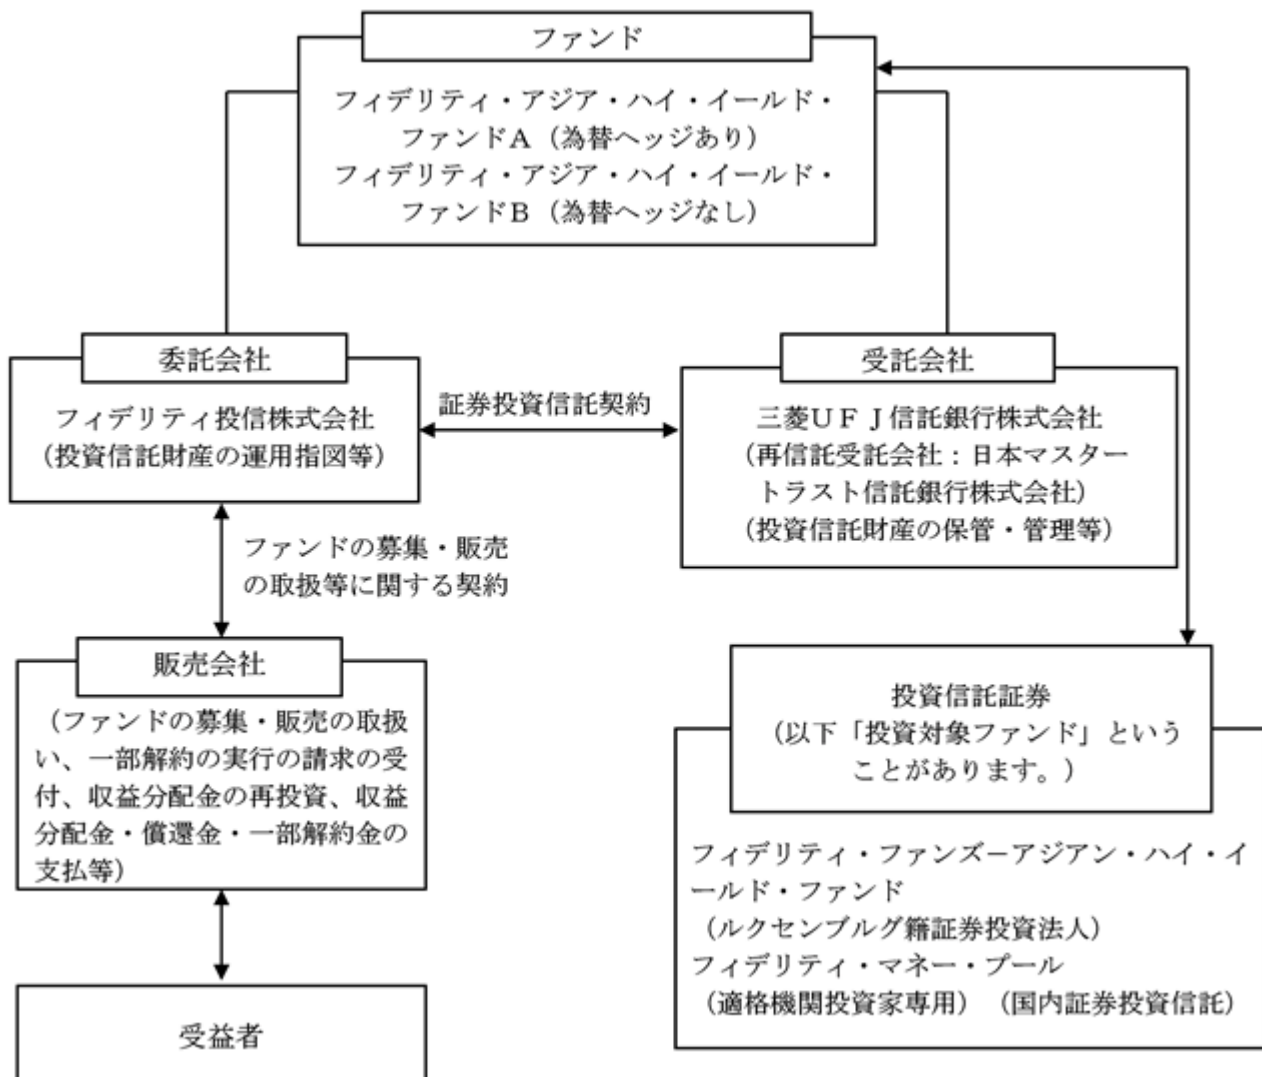 ファンド
フィデリティ・アジア・ハイ・イールド・
ファンドA（為替ヘッジあり）
フィデリティ・アジア・ハイ・イールド・
ファンドB（為替ヘッジなし）
委託会社
フィデリティ投信株式会社
（投資信託財産の運用指図等）
証券投資信託契約
受託会社
三菱ＵＦＪ信託銀行株式会社
（再信託受託会社：日本マスター
トラスト信託銀行株式会社）
（投資信託財産の保管・管理等）
ファンドの募集・販売
の取扱等に関する契約
販売会社
（ファンドの募集・販売の取扱
い、一部解約の実行の請求の受
付、収益分配金の再投資、収益
分配金・償還金・一部解約金の
支払等）
受益者
投資信託証券
（以下「投資対象ファンド」という
ことがあります。）
フィデリティ・ファンズ－アジアン・ハイ・イ
ールド・ファンド
（ルクセンブルグ籍証券投資法人）
フィデリティ・マネー・プール
（適格機関投資家専用）（国内証券投資信託）